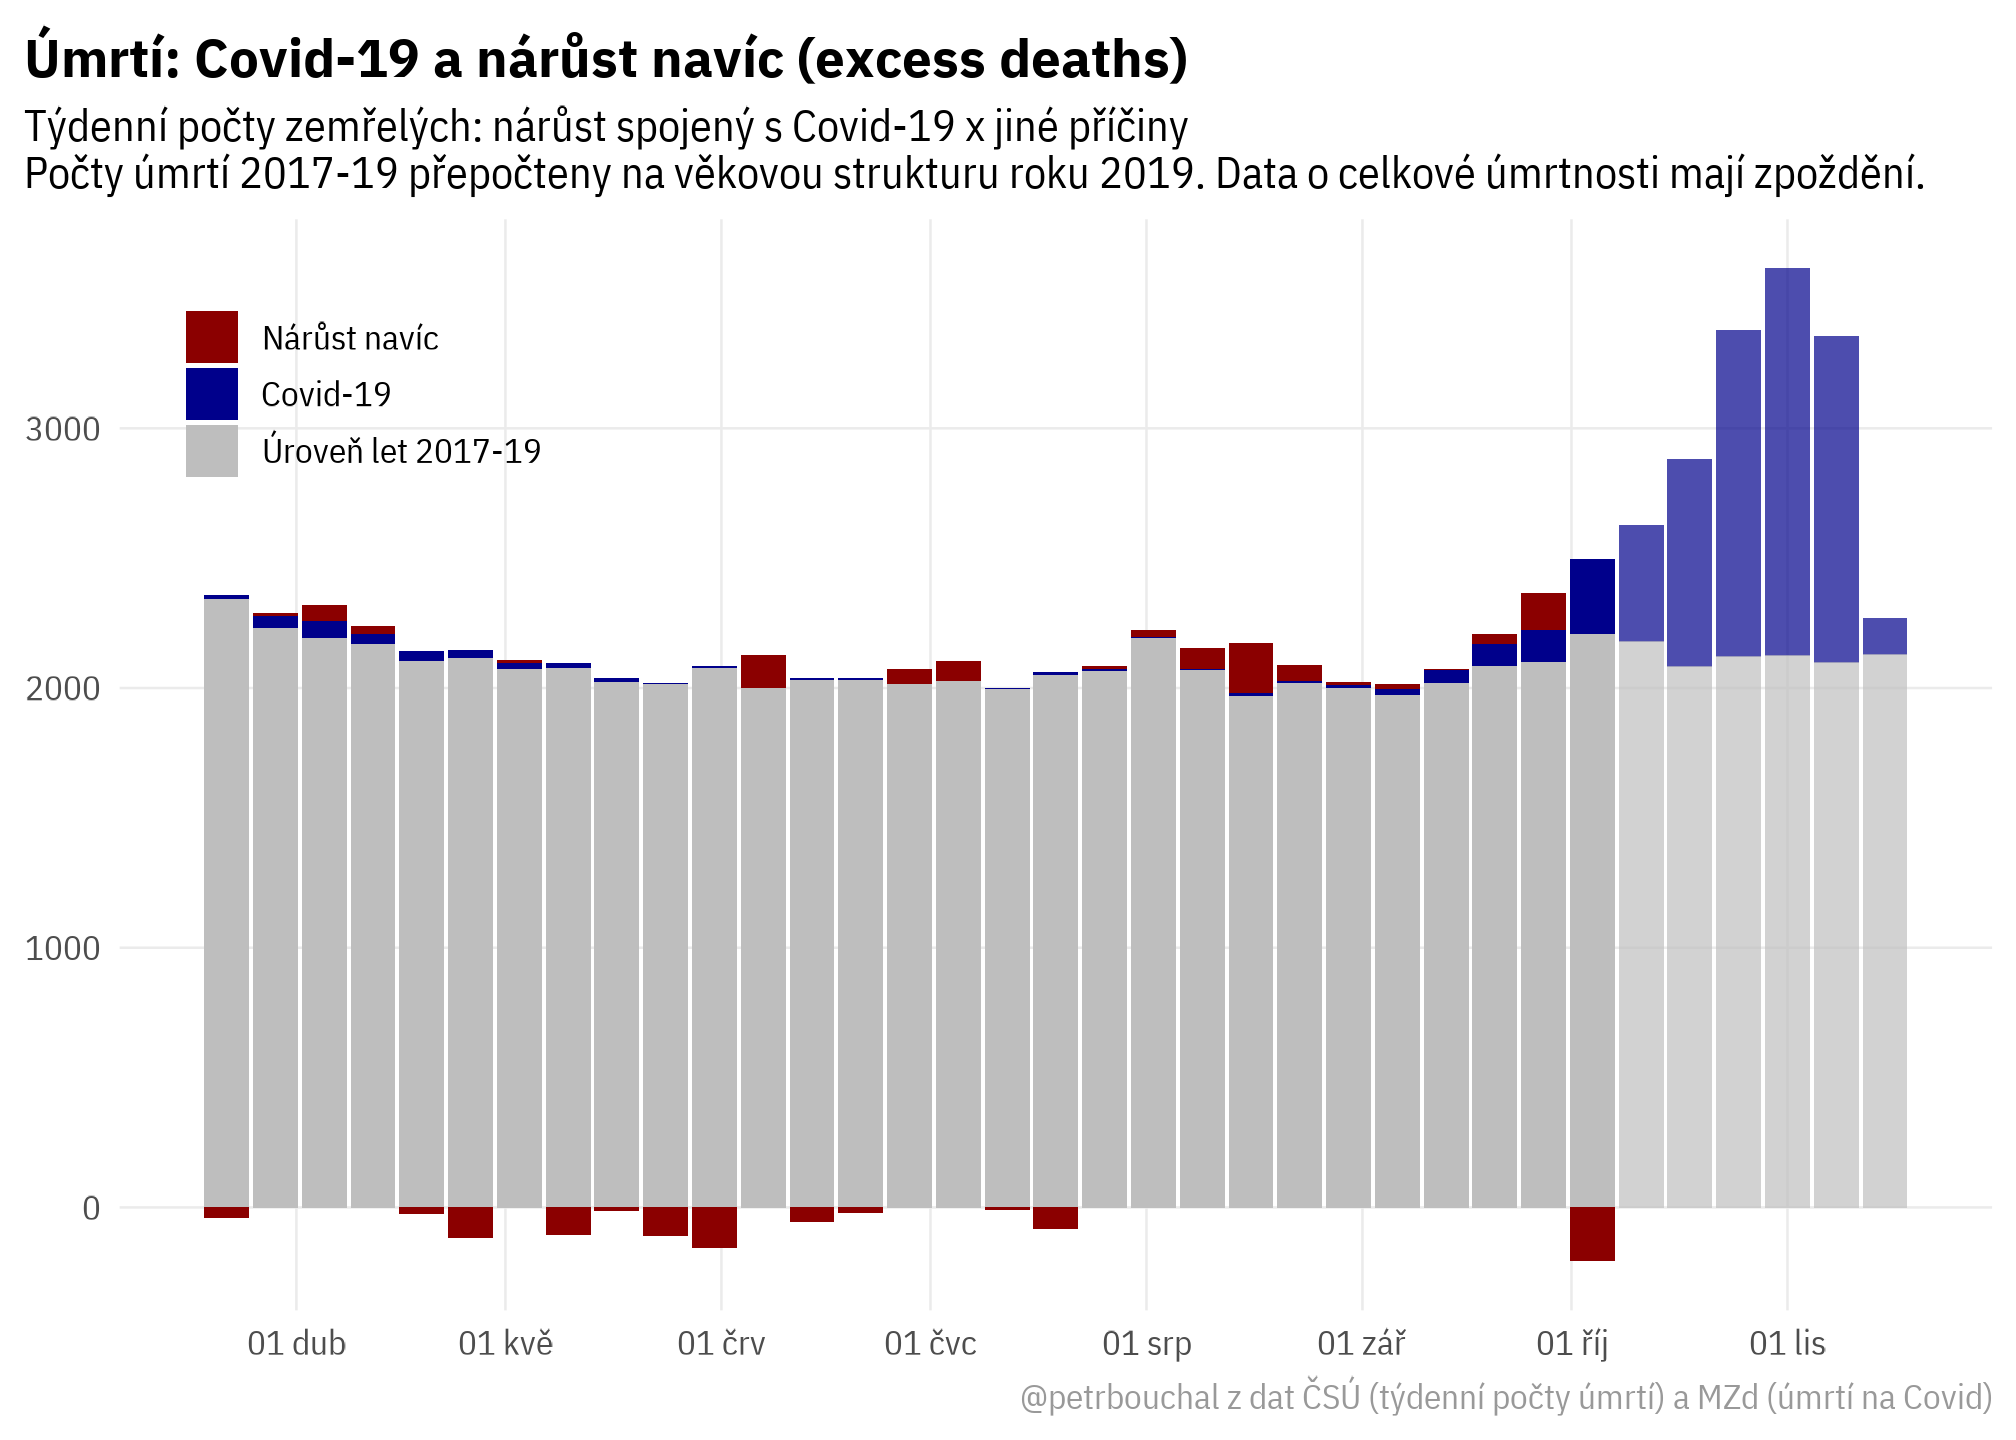 Úmrtí: Covid-19 a nárůst navíc (excess deaths)
Týdenní počty zemřelých: nárůst spojený s Covid-19 x jiné příčiny
Počty úmrtí 2017-19 přepočteny na věkovou strukturu roku 2019. Data o celkové úmrtnosti mají zpoždění.
Nárůst navíc
Covid-19
Úroveň let 2017-19
3000
2000
1000
0
01 dub
01 kvě
01 črv
01 čvc
01 srp
01 zář
01 říj
01 lis
@petrbouchal z dat ČSÚ (týdenní počty úmrtí) a MZd (úmrtí na Covid)